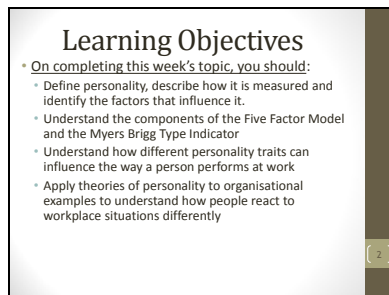 Learning Objectives
• On completing this week's topic, you should:
• Define personality, describe how it is measured and
identify the factors that influence it.
• Understand the components of the Five Factor Model
and the Myers Brigg Type Indicator
• Understand how different personality traits can
influence the way a person performs at work
• Apply theories of personality to organisational
examples to understand how people react to
workplace situations differently
2